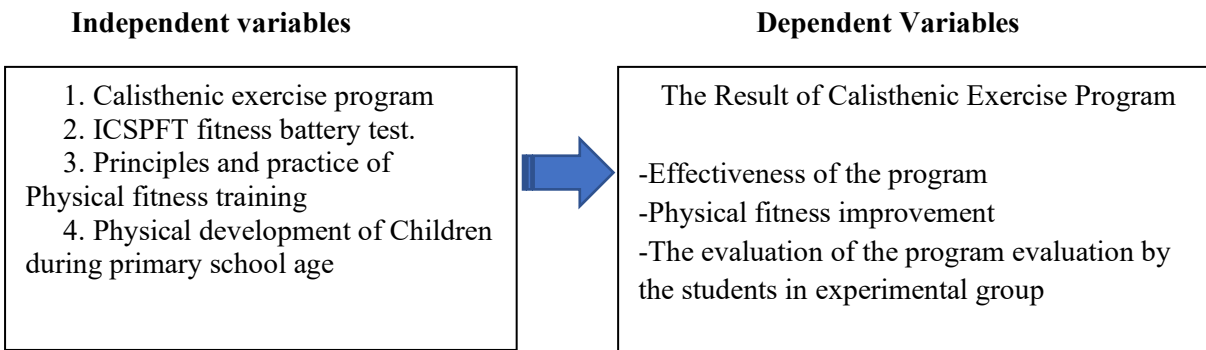 Independent variables
Dependent Variables
1. Calisthenic exercise program
2. ICSPFT fitness battery test.
3. Principles and practice of
Physical fitness training
4. Physical development of Children
during primary school age
The Result of Calisthenic Exercise Program
-Effectiveness of the program
-Physical fitness improvement
-The evaluation of the program evaluation by
the students in experimental group